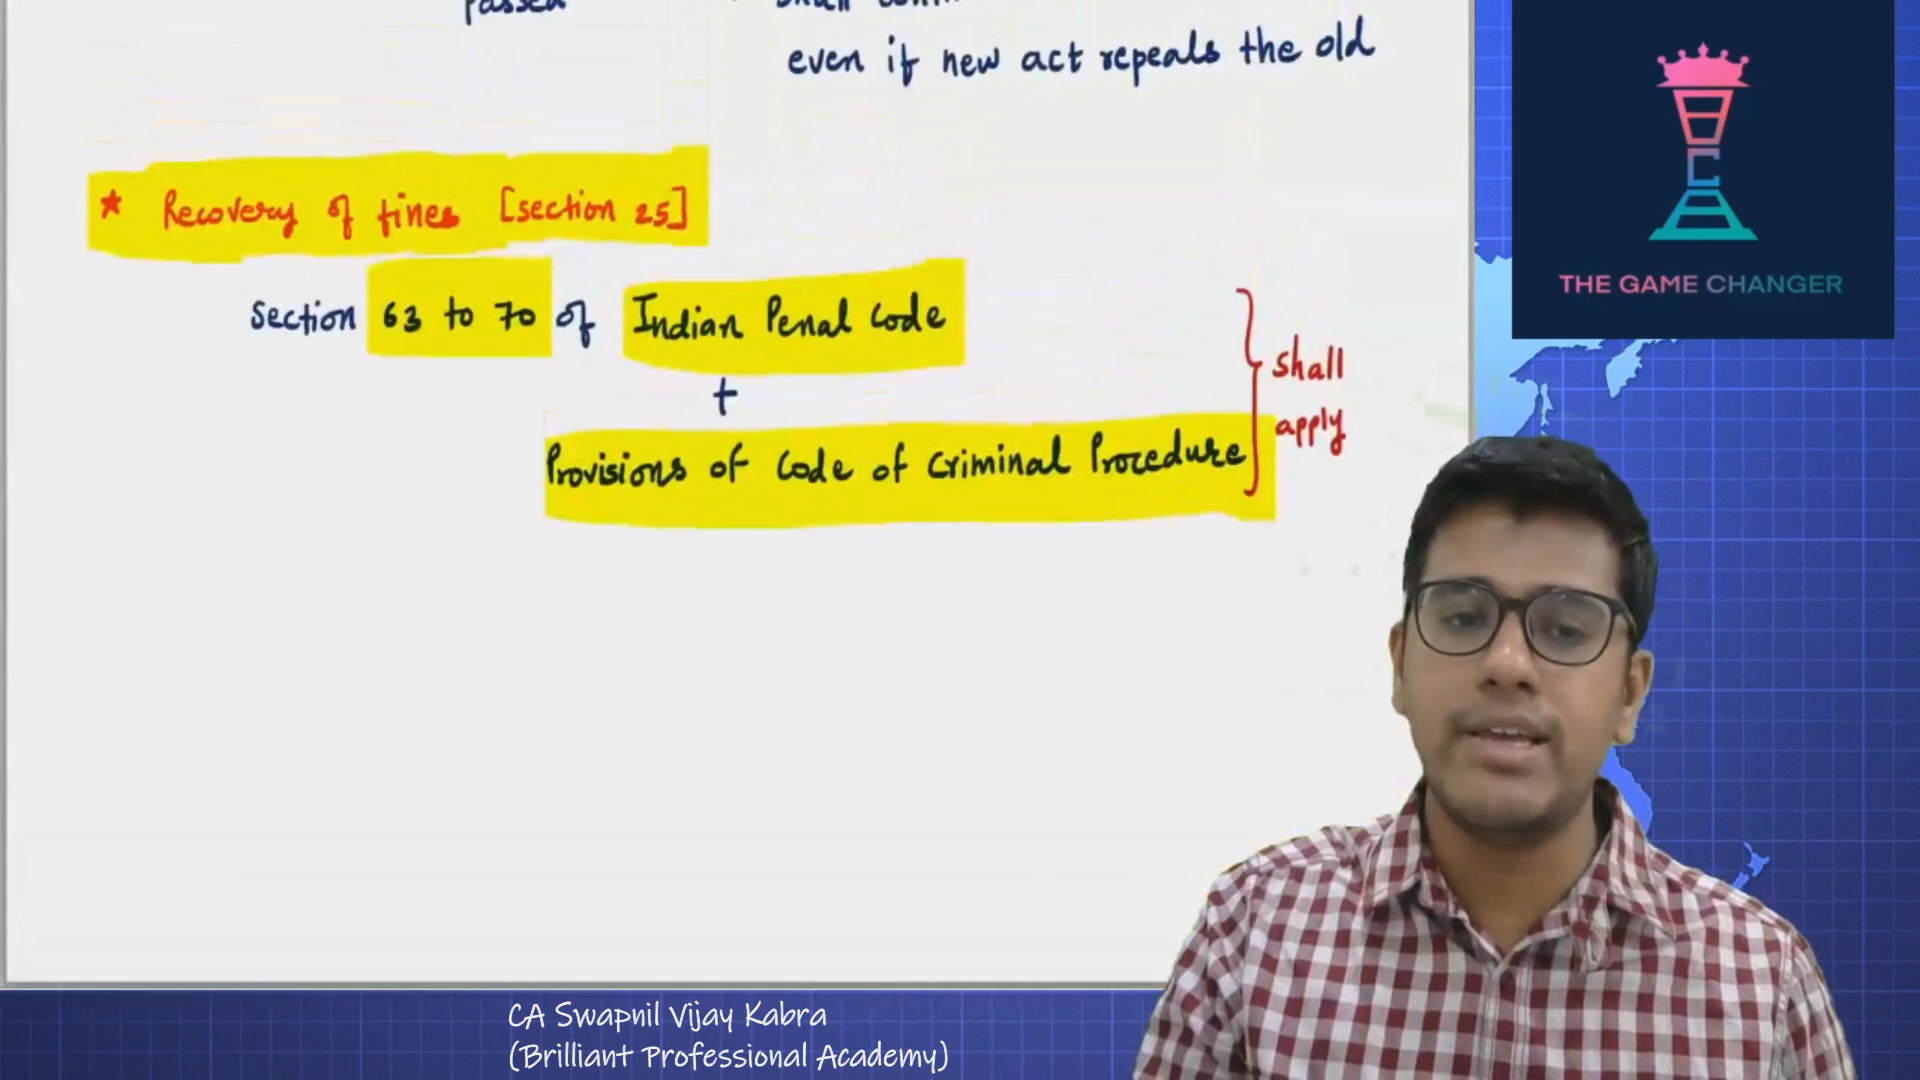 passed
shall
even if new act repeals the old
★ Recovery of fines [section 25]
section 63 to 70 of Indian Penal Code
+
Provisions of Code of Criminal Procedure
shall
apply
THE GAME CHANGER
CA Swapnil Vijay Kabra
(Brilliant Professional Academy)